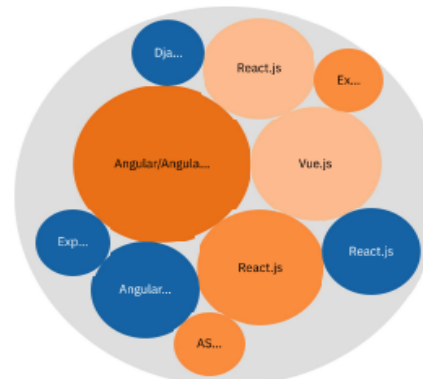 Dja...
React.js
Ex...
Angular/Angula...
Vue.js
Exp...
React.js
React.js
Angular...
AS...